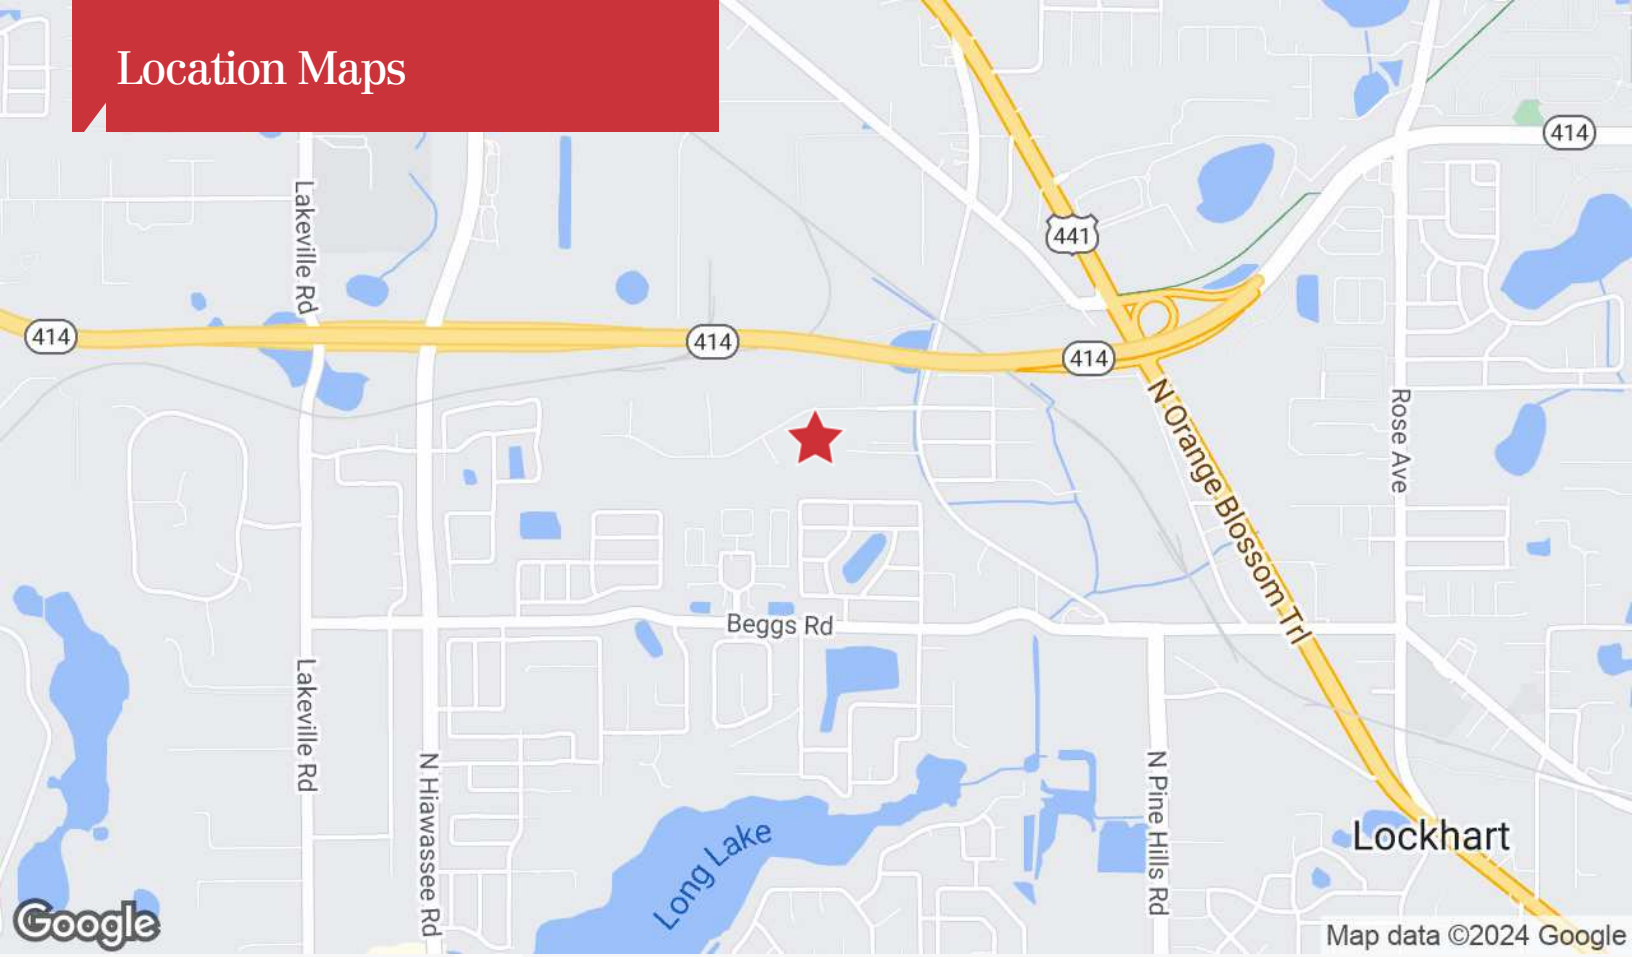 Location Maps
414
Lakeville Rd
441
414
414
414
N Orange Blossom Trl
Rose Ave
Beggs Rd
Lakeville Rd
N Hiawassee Rd
N Pine Hills Rd
Long Lake
Lockhart
Google
Map data ©2024 Google